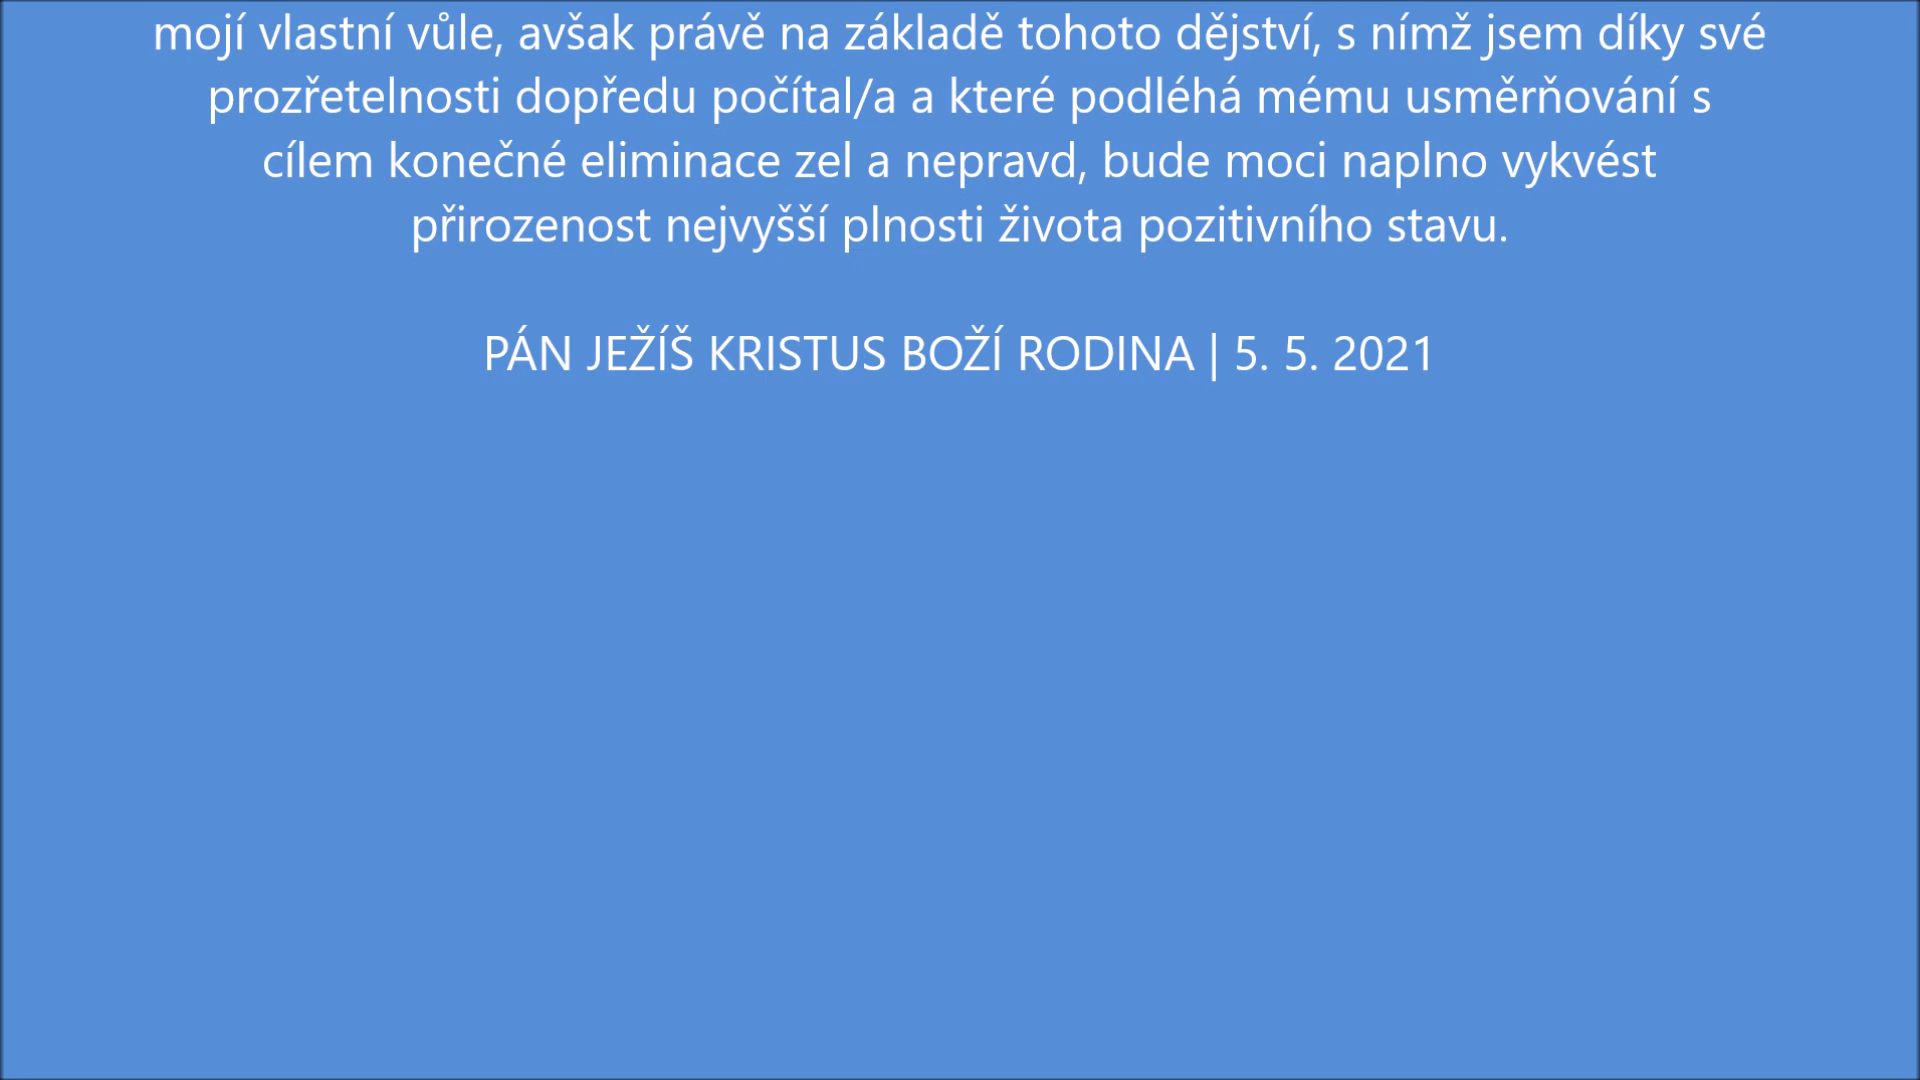 mojí vlastní vůle, avšak právě na základě tohoto dějství, s nímž jsem díky své
prozřetelnosti dopředu počítal/a a které podléhá mému usměrňování s
cílem konečné eliminace zel a nepravd, bude moci naplno vykvést
přirozenost nejvyšší plnosti života pozitivního stavu.
PÁN JEŽÍŠ KRISTUS BOŽÍ RODINA | 5. 5. 2021